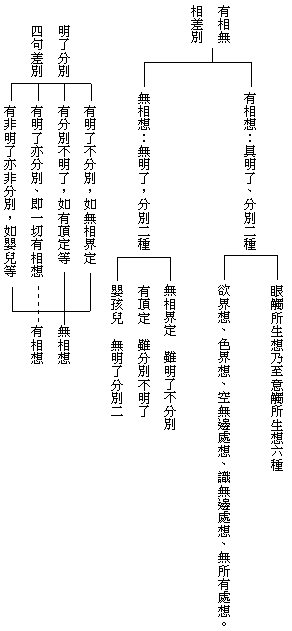 有相無
相差別
有相想：具明了、分別二種
眼觸所生想乃至意觸所生想六種
欲界想、色界想、空無邊處想、識無邊處想、無所有處想。
無相想：無明了，分別二種
無相界定　雖明了不分別
有頂定　雖分別不明了
嬰孩兒　無明了分別二
明了分別
四句差別
有明了不分別，如無相界定
有分別不明了，如有頂定等
有明了亦分別、即一切有相想
有非明了亦非分別，如嬰兒等
無相想
有相想